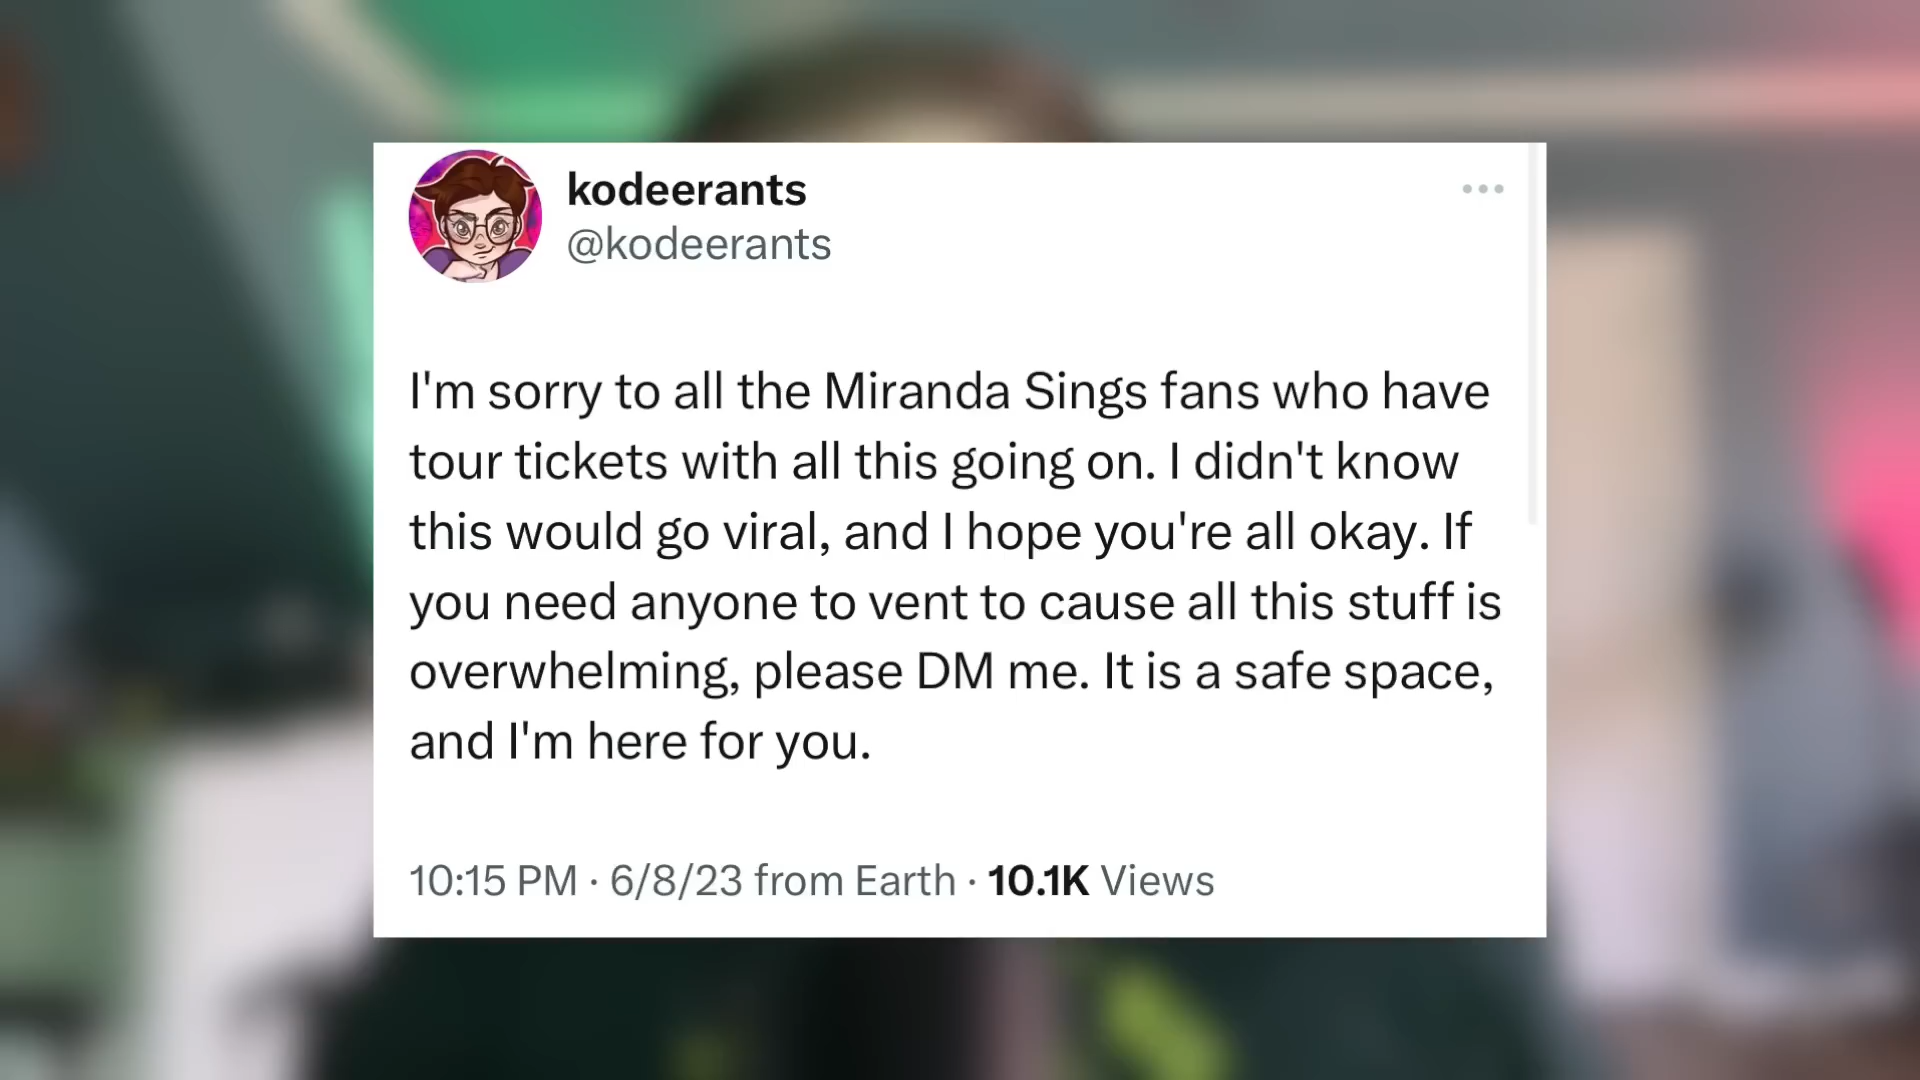 kodeerants
@kodeerants
I'm sorry to all the Miranda Sings fans who have
tour tickets with all this going on. I didn't know
this would go viral, and I hope you're all okay. If
you need anyone to vent to cause all this stuff is
overwhelming, please DM me. It is a safe space,
and I'm here for you.
10:15 PM · 6/8/23 from Earth · 10.1K Views